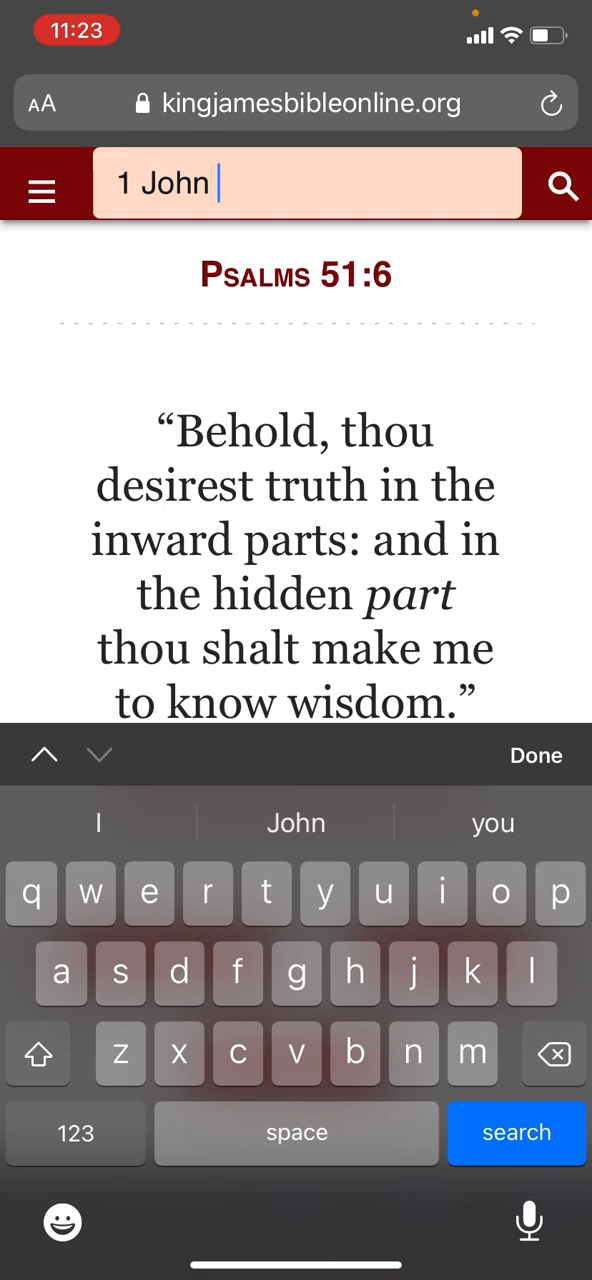 11:23
AA kingjamesbibleonline.org
1 John
PSALMS 51:6
“Behold, thou
desirest truth in the
inward parts: and in
the hidden part
thou shalt make me
to know wisdom.”
Done
I John you
q w e r t y u i o p
a s d f g h j k l
z x c v b n m
123 space search